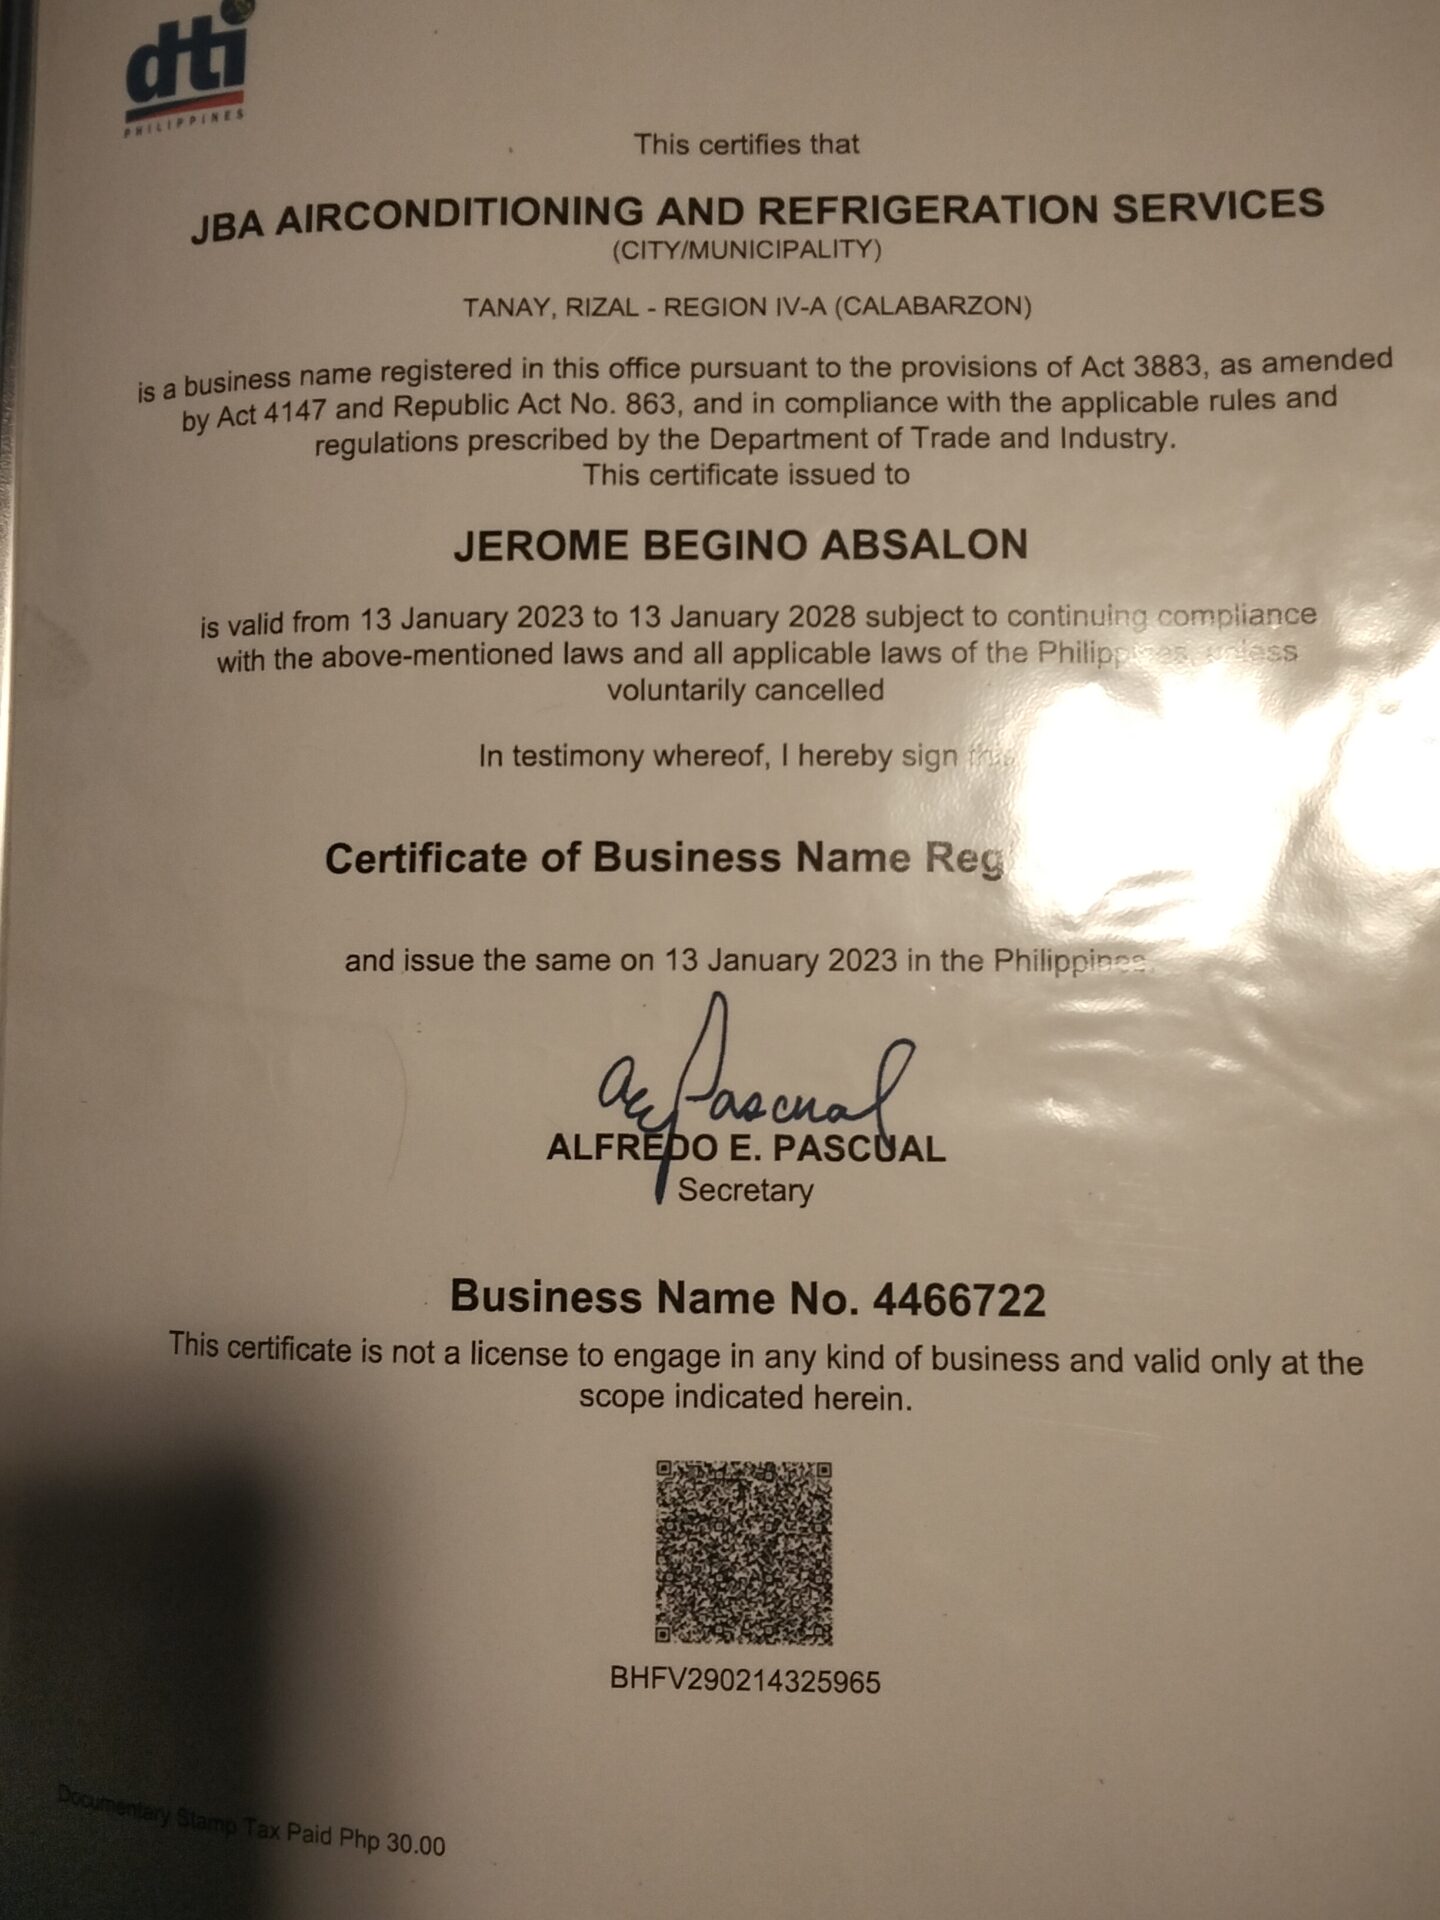 dti
PHILIPPINES
This certifies that
JBA AIRCONDITIONING AND REFRIGERATION SERVICES
(CITY/MUNICIPALITY)
TANAY, RIZAL - REGION IV-A (CALABARZON)
is a business name registered in this office pursuant to the provisions of Act 3883, as amended
by Act 4147 and Republic Act No. 863, and in compliance with the applicable rules and
regulations prescribed by the Department of Trade and Industry.
This certificate issued to
JEROME BEGINO ABSALON
is valid from 13 January 2023 to 13 January 2028 subject to continuing compliance
with the above-mentioned laws and all applicable laws of the Philippines, unless
voluntarily cancelled
In testimony whereof, I hereby sign this
Certificate of Business Name Reg
and issue the same on 13 January 2023 in the Philippines.
ae Pascual
ALFREDO E. PASCUAL
Secretary
Business Name No. 4466722
This certificate is not a license to engage in any kind of business and valid only at the
scope indicated herein.
BHFV290214325965
Documentary Stamp Tax Paid Php 30.00